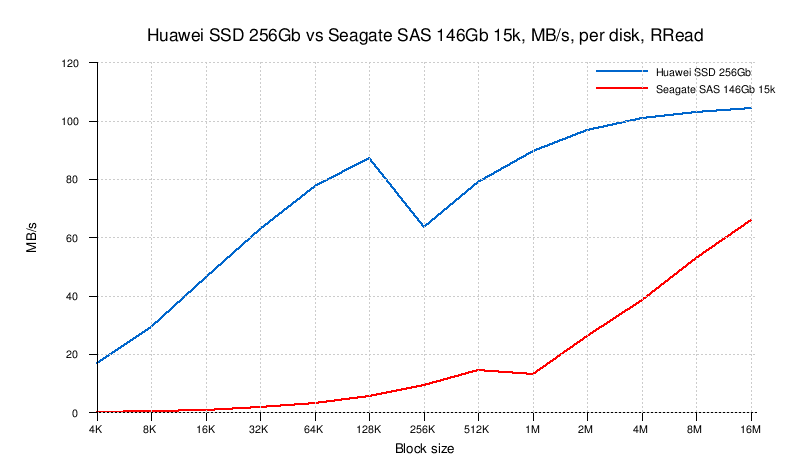 Huawei SSD 256Gb vs Seagate SAS 146Gb 15k, MB/s, per disk, RRead
120
Huawei SSD 256Gb
Seagate SAS 146Gb 15k
100
80
60
MB/s
40
20
0
4K 8K 16K 32K 64K 128K 256K 512K 1M 2M 4M 8M 16M
Block size